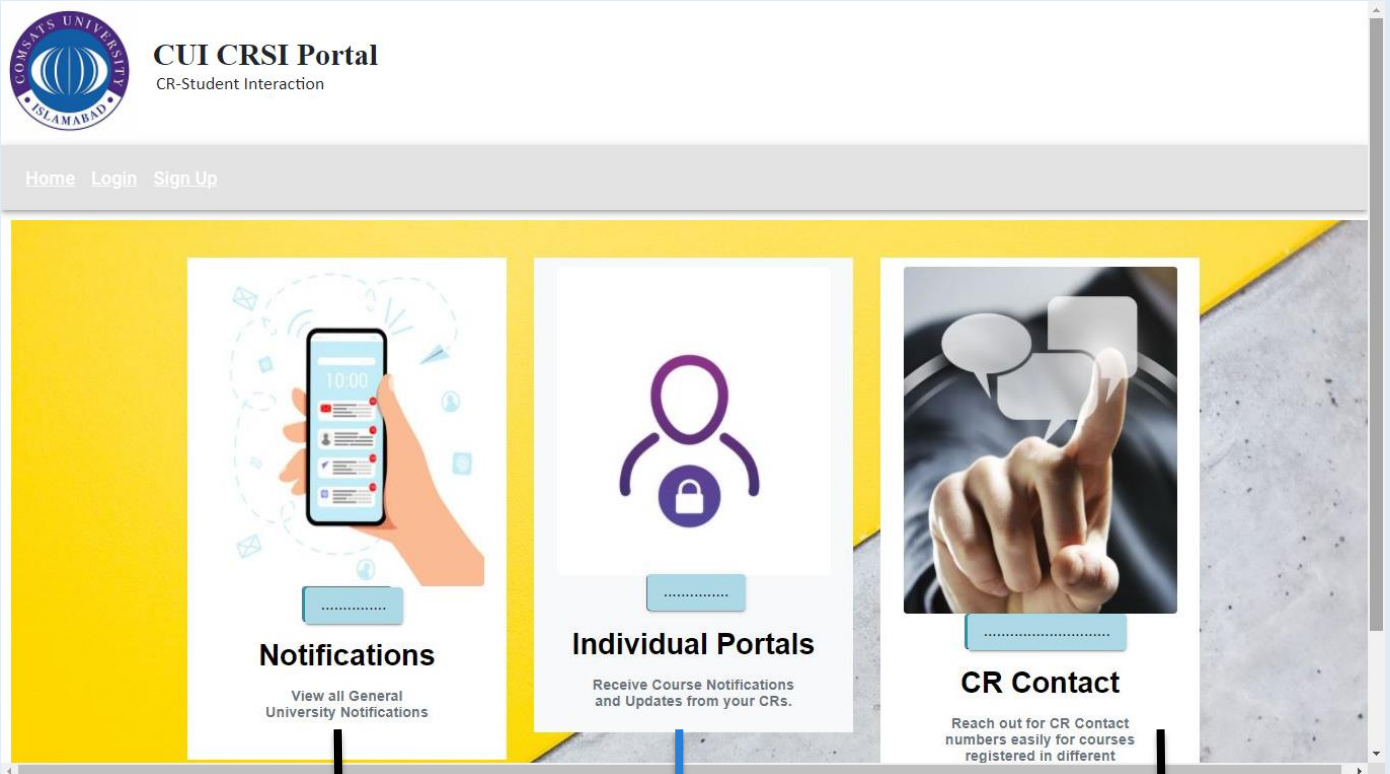 COMSATS UNIVERSITY
ISLAMABAD
CUI CRSI Portal
CR-Student Interaction
Home Login Sign Up
10:00
...............
Notifications
View all General
University Notifications
...............
Individual Portals
Receive Course Notifications
and Updates from your CRs.
.............................
CR Contact
Reach out for CR Contact
numbers easily for courses
registered in different